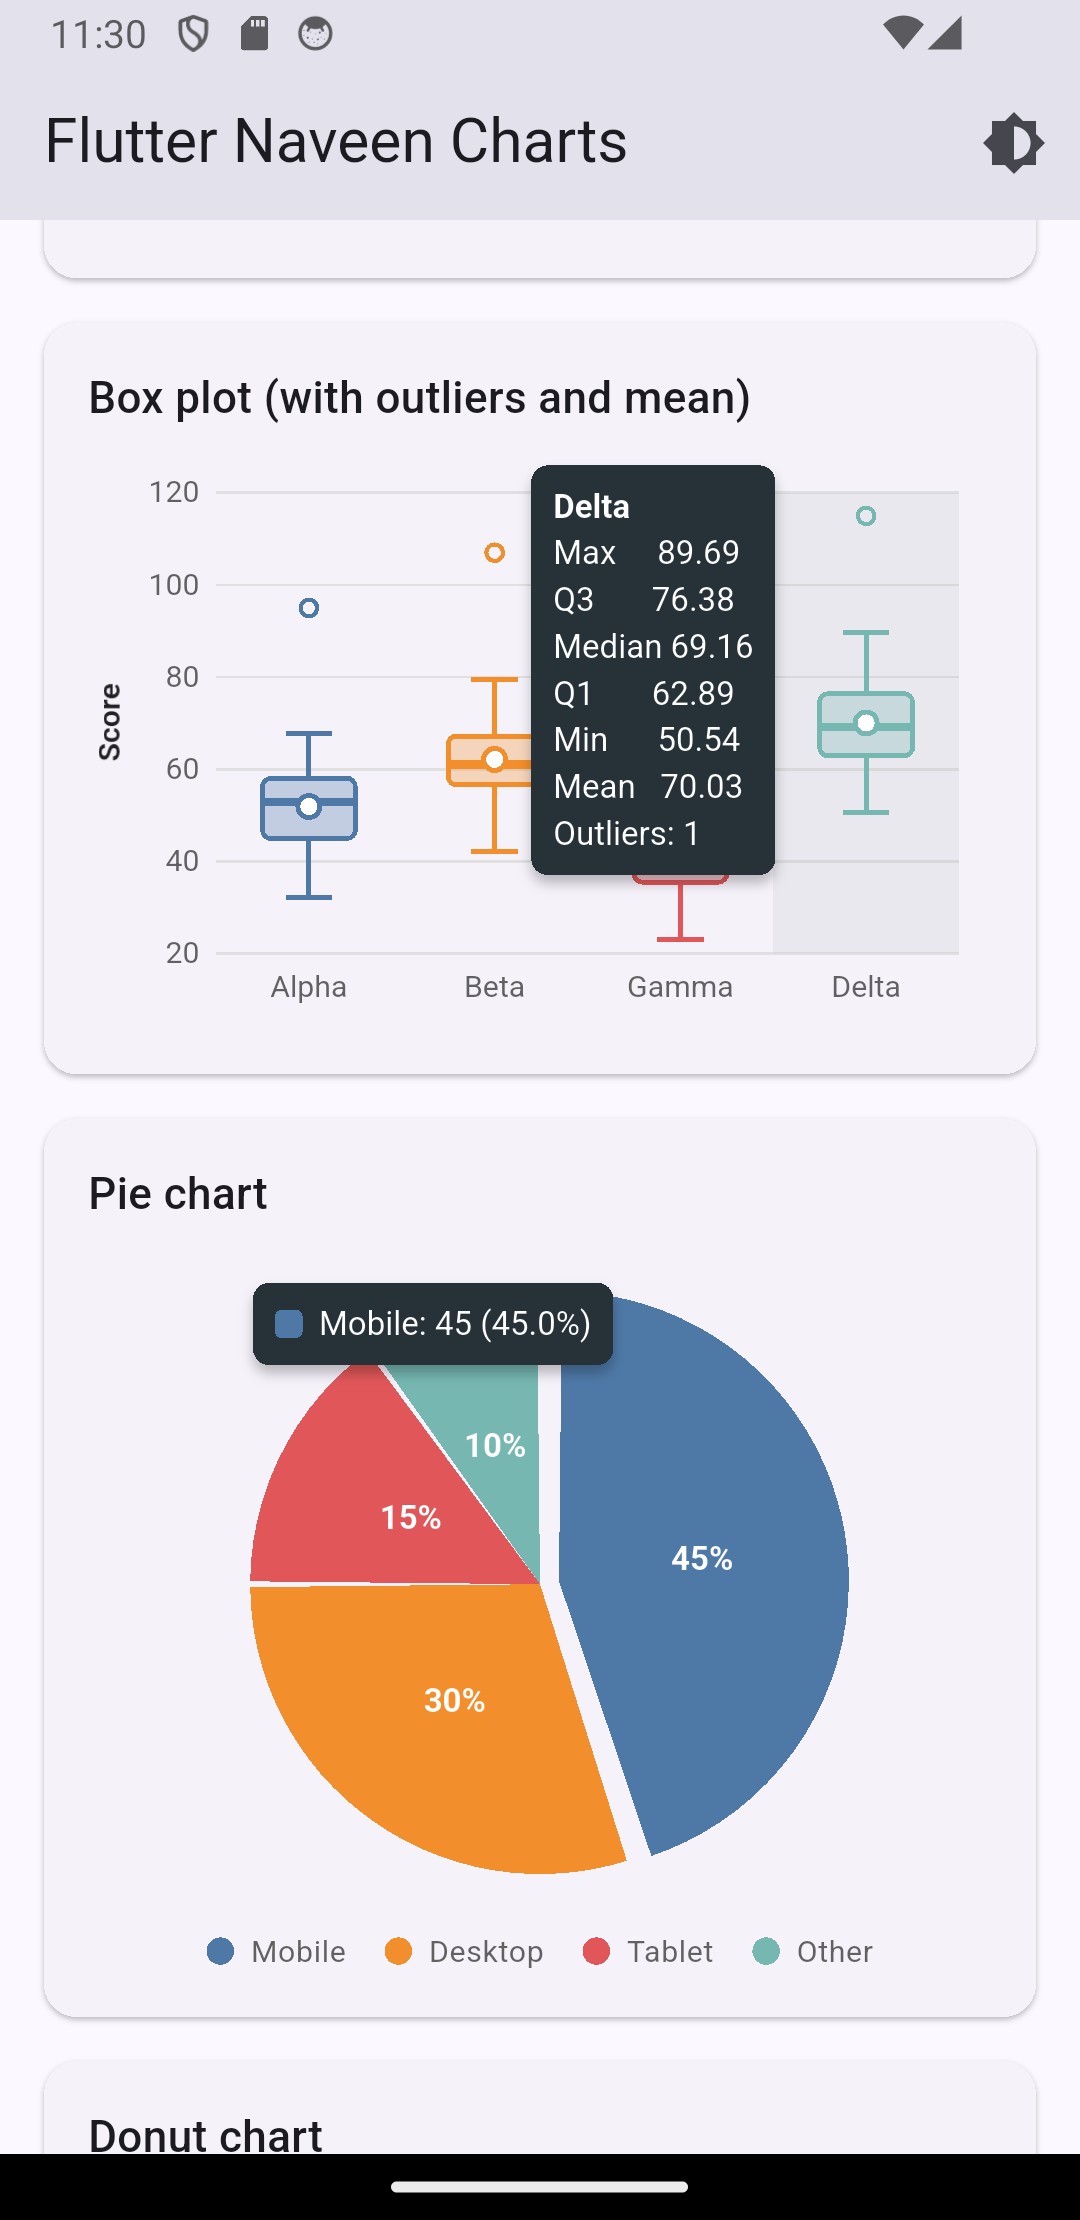 11:30
Flutter Naveen Charts
Box plot (with outliers and mean)
120
100
80
60
40
20
Score
Delta
Max 89.69
Q3 76.38
Median 69.16
Q1 62.89
Min 50.54
Mean 70.03
Outliers: 1
Alpha Beta Gamma Delta
Pie chart
Mobile: 45 (45.0%)
10%
15%
45%
30%
Mobile Desktop Tablet Other
Donut chart